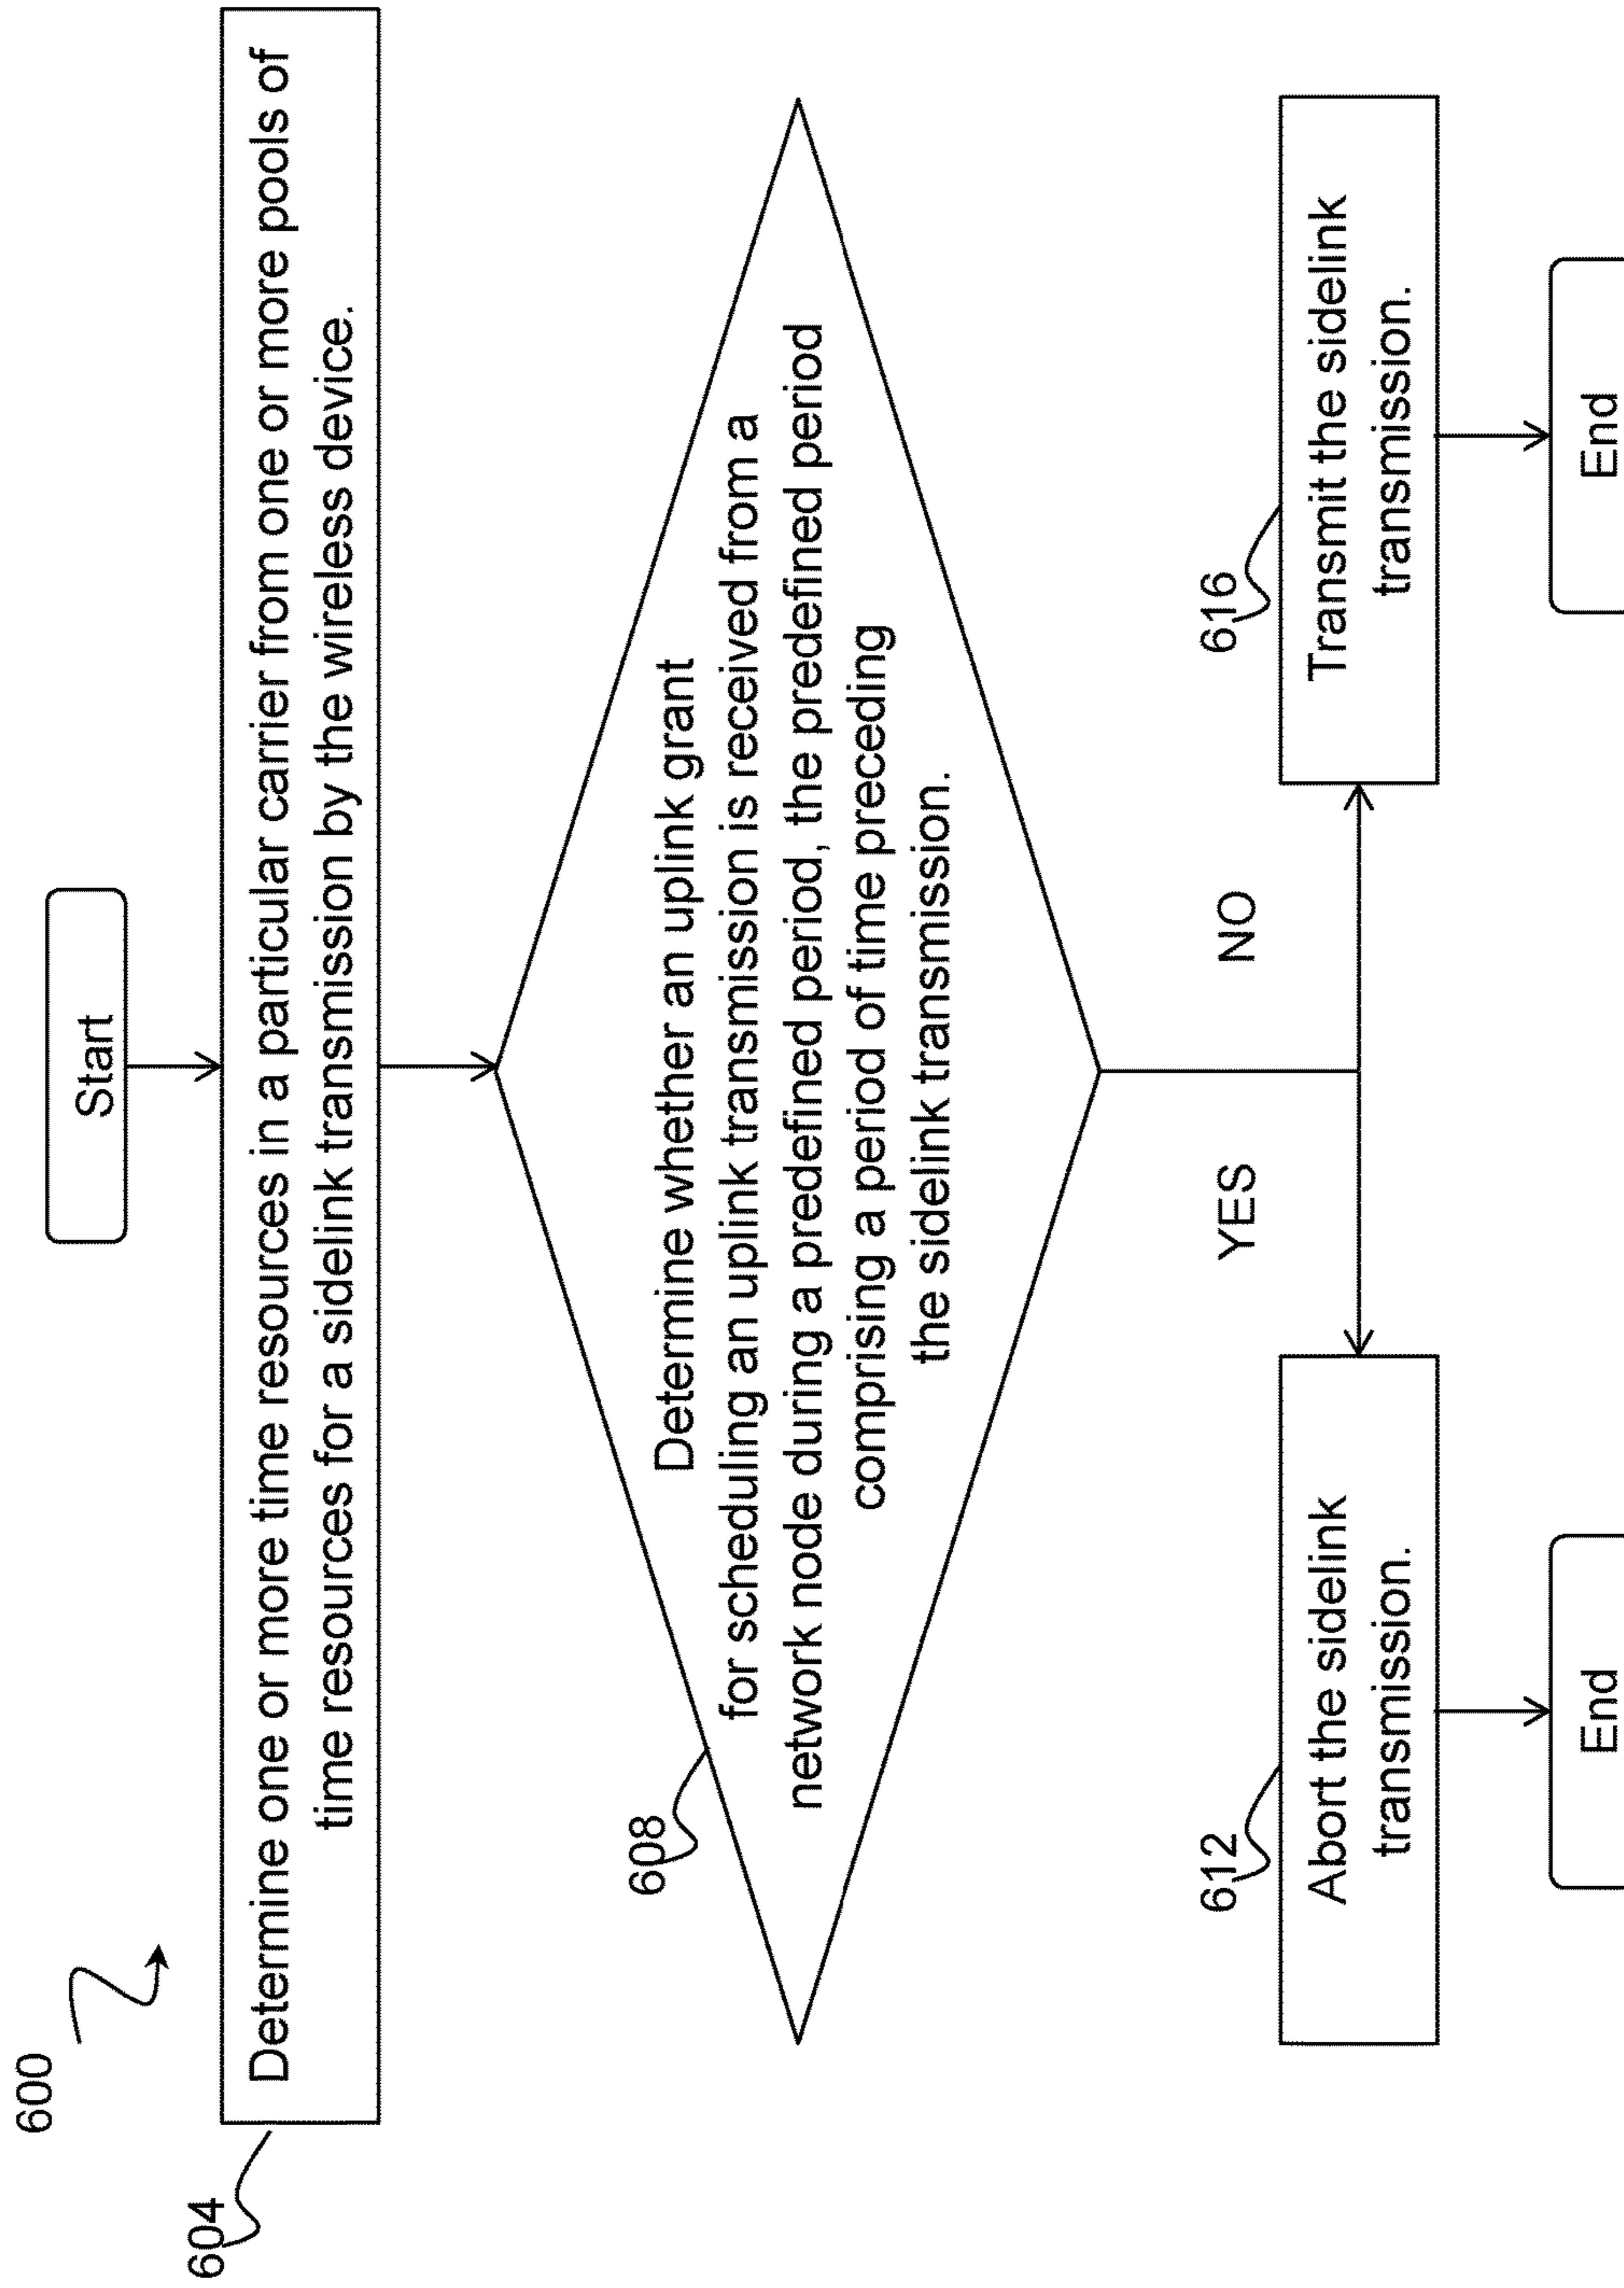 600
Start
604
Determine one or more time resources in a particular carrier from one or more pools of
time resources for a sidelink transmission by the wireless device.
608
Determine whether an uplink grant
for scheduling an uplink transmission is received from a
network node during a predefined period, the predefined period
comprising a period of time preceding
the sidelink transmission.
YES
NO
612
Abort the sidelink
transmission.
616
Transmit the sidelink
transmission.
End
End